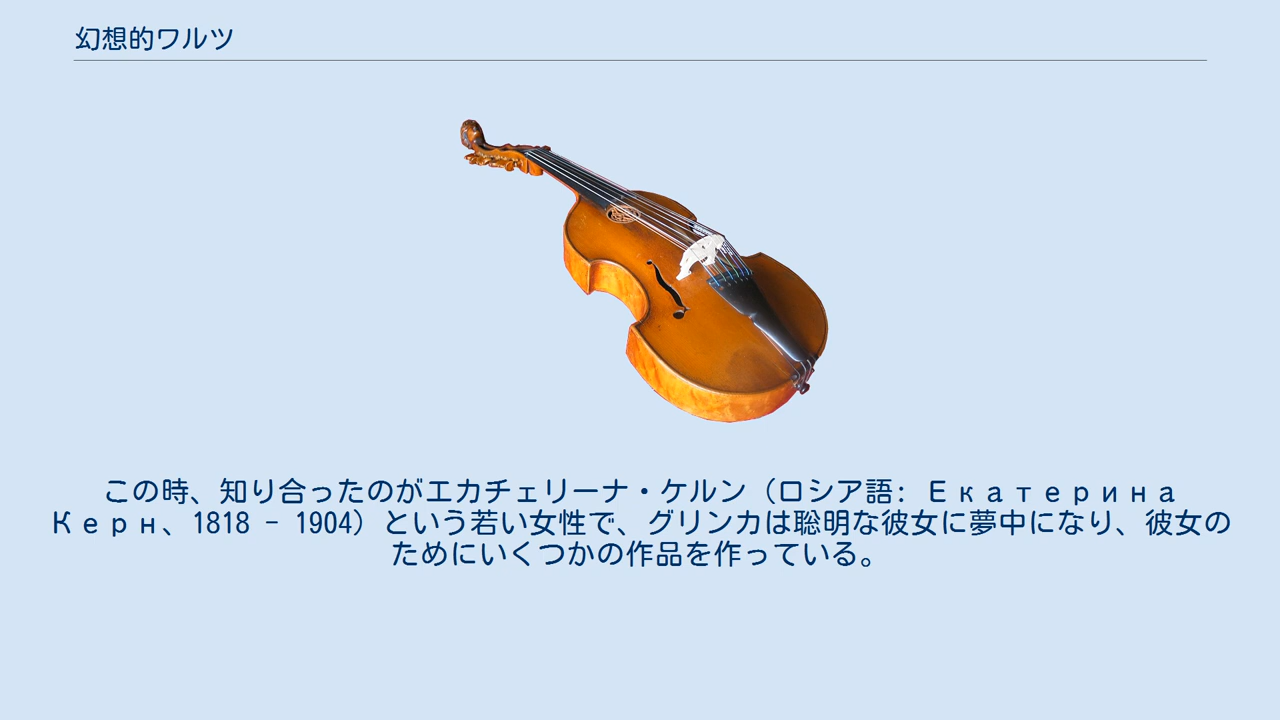 幻想的ワルツ
この時、知り合ったのがエカチェリーナ・ケルン（ロシア語: Екатерина
Керн、1818 - 1904）という若い女性で、グリンカは聡明な彼女に夢中になり、彼女の
ためにいくつかの作品を作っている。